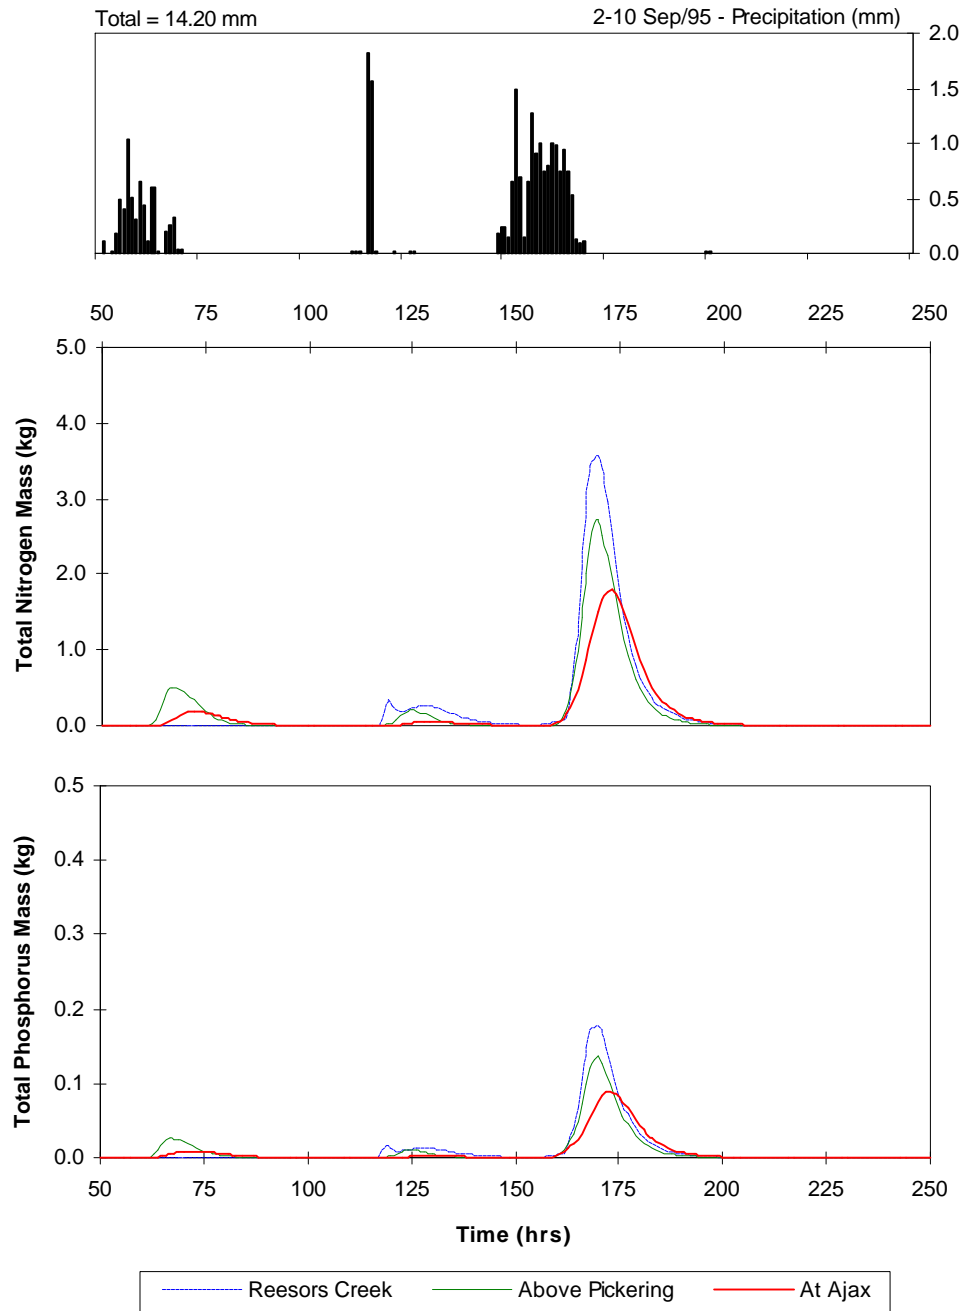 Total = 14.20 mm
2-10 Sep/95 - Precipitation (mm)
2.0
1.5
1.0
0.5
0.0
50 75 100 125 150 175 200 225 250
5.0
4.0
3.0
2.0
1.0
0.0
Total Nitrogen Mass (kg)
0.5
0.4
0.3
0.2
0.1
0.0
Total Phosphorus Mass (kg)
50 75 100 125 150 175 200 225 250
Time (hrs)
Reesors Creek Above Pickering At Ajax